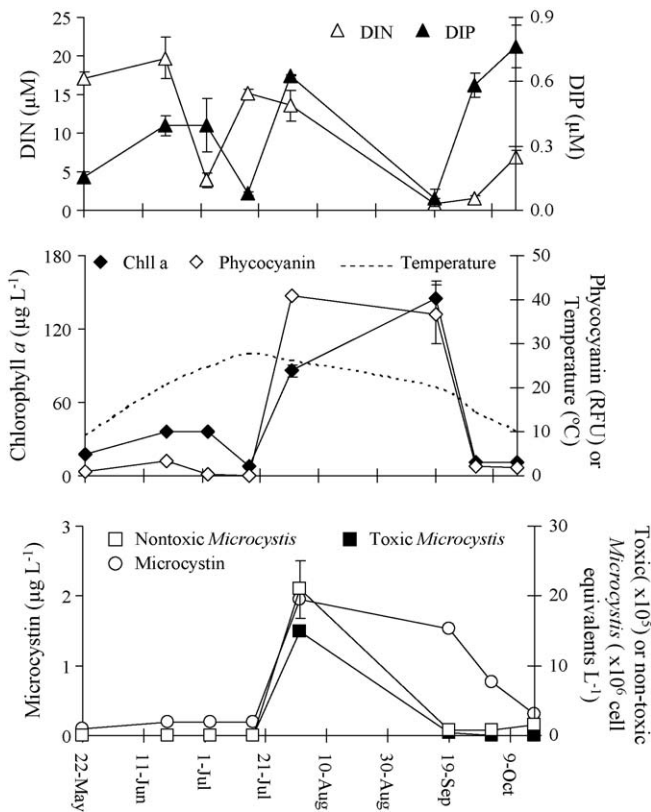 25
20
15
10
5
0
DIN (µM)
DIN DIP
0.9
0.6
0.3
0.0
DIP (µM)
180
120
60
0
Chlorophyll a (µg L-1)
Chll a Phycocyanin Temperature
50
40
30
20
10
0
Phycocyanin (RFU) or
Temperature (°C)
3
2
1
0
Microcystin (µg L-1)
Nontoxic Microcystis Toxic Microcystis
Microcystin
30
20
10
0
Toxic( x10⁵) or non-toxic
Microcystis ( x10⁶ cell
equivalents L-1)
22-May
11-Jun
1-Jul
21-Jul
10-Aug
30-Aug
19-Sep
9-Oct